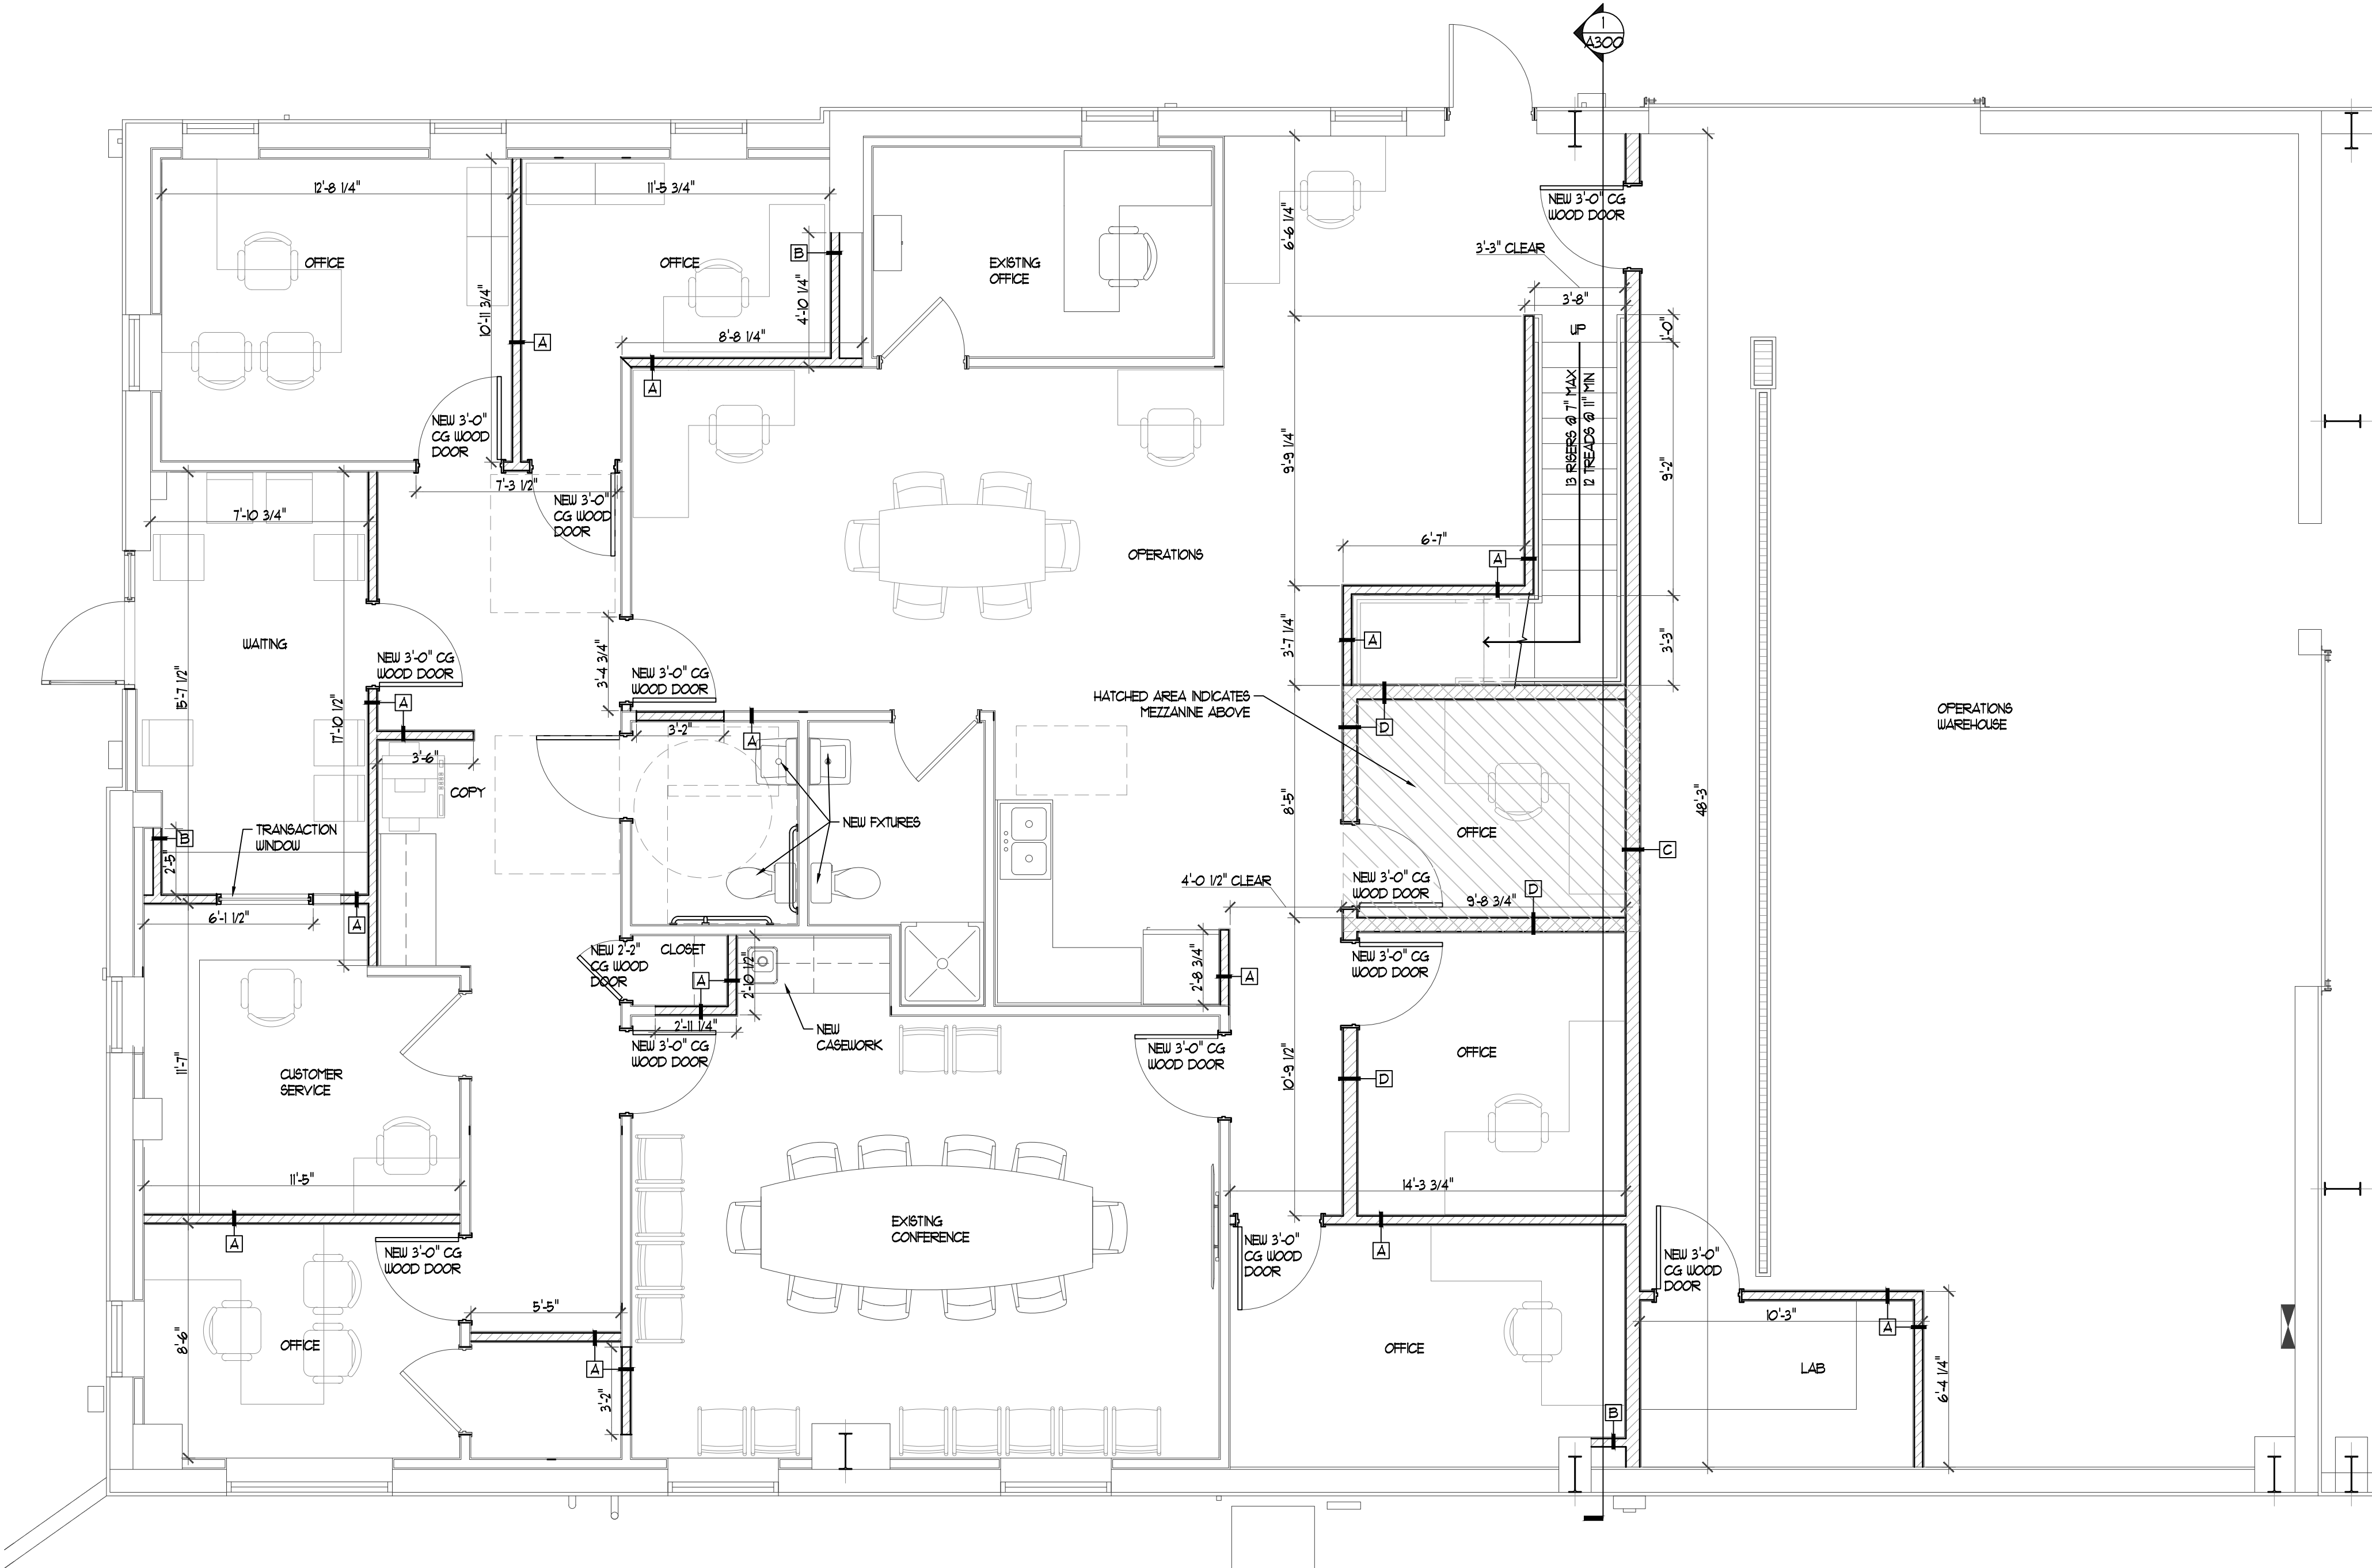 1
A300
12'-8 1/4"
11'-5 3/4"
NEW 3'-0" CG
WOOD DOOR
6'-6 1/4"
3'-3" CLEAR
B
OFFICE
OFFICE
EXISTING
OFFICE
4'-10 1/4"
3'-8"
10'-11 3/4"
A
8'-8 1/4"
UP
1'-0"
A
13 RISERS @ 7" MAX
12 TREADS @ 11" MIN
NEW 3'-0"
CG WOOD
DOOR
9'-9 1/4"
9'-2"
7'-3 1/2"
NEW 3'-0"
CG WOOD
DOOR
7'-10 3/4"
6'-7"
OPERATIONS
A
WAITING
A
3'-7 1/4"
3'-3"
NEW 3'-0" CG
WOOD DOOR
3'-4 3/4"
NEW 3'-0" CG
WOOD DOOR
15'-7 1/2"
17'-10 1/2"
A
HATCHED AREA INDICATES
MEZZANINE ABOVE
OPERATIONS
WAREHOUSE
3'-2"
A
D
3'-6"
COPY
8'-5"
48'-3"
NEW FXTURES
TRANSACTION
WINDOW
B
2'-5"
OFFICE
C
4'-0 1/2" CLEAR
NEW 3'-0" CG
WOOD DOOR
D
9'-8 3/4"
6'-1 1/2"
A
NEW 2'-2"
CG WOOD
DOOR
CLOSET
A
2'-10 1/2"
2'-8 3/4"
A
NEW 3'-0" CG
WOOD DOOR
2'-11 1/4"
NEW
CASEWORK
NEW 3'-0" CG
WOOD DOOR
NEW 3'-0" CG
WOOD DOOR
OFFICE
11'-7"
CUSTOMER
SERVICE
10'-9 1/2"
D
11'-5"
14'-3 3/4"
A
EXISTING
CONFERENCE
NEW 3'-0" CG
WOOD DOOR
NEW 3'-0"
CG WOOD
DOOR
A
NEW 3'-0"
CG WOOD
DOOR
5'-5"
10'-3"
A
8'-6"
OFFICE
A
3'-2"
OFFICE
LAB
6'-4 1/4"
B